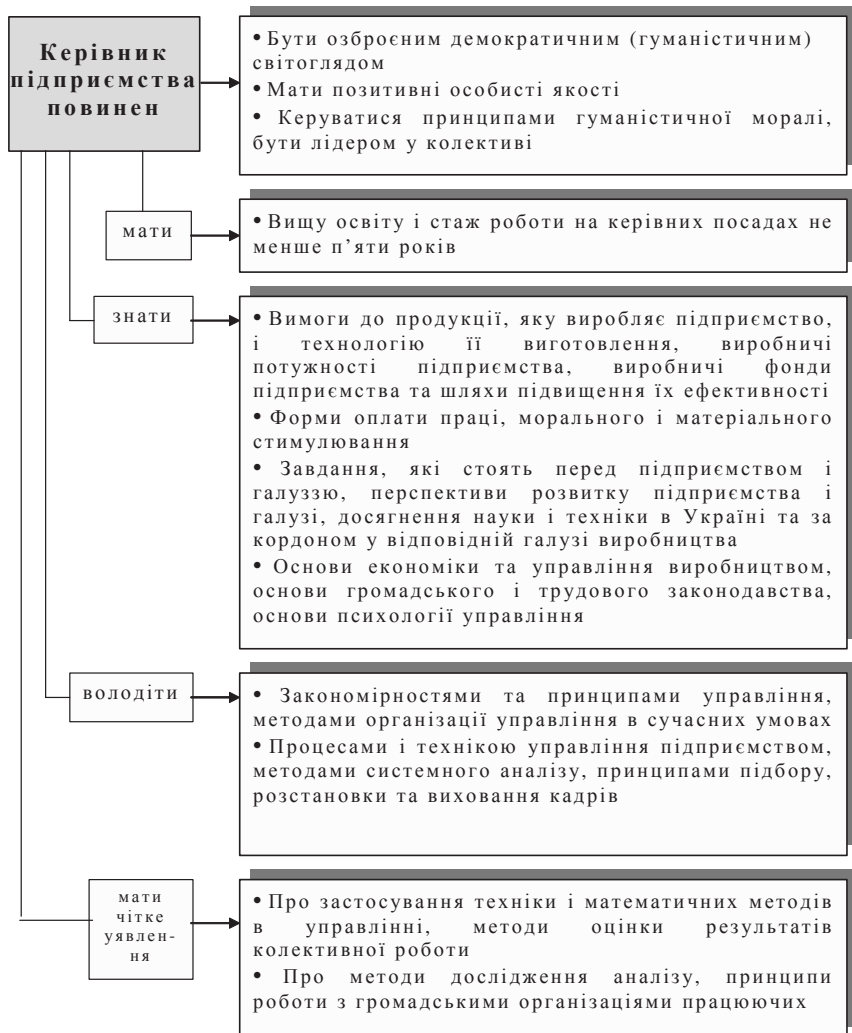 Керівник
підприємства
повинен
• Бути озброєним демократичним (гуманістичним)
світоглядом
• Мати позитивні особисті якості
• Керуватися принципами гуманістичної моралі,
бути лідером у колективі
мати
• Вищу освіту і стаж роботи на керівних посадах не
менше п’яти років
знати
• Вимоги до продукції, яку виробляє підприємство,
і технологію її виготовлення, виробничі
потужності підприємства, виробничі фонди
підприємства та шляхи підвищення їх ефективності
• Форми оплати праці, морального і матеріального
стимулювання
• Завдання, які стоять перед підприємством і
галуззю, перспективи розвитку підприємства і
галузі, досягнення науки і техніки в Україні та за
кордоном у відповідній галузі виробництва
• Основи економіки та управління виробництвом,
основи громадського і трудового законодавства,
основи психології управління
володіти
• Закономірностями та принципами управління,
методами організації управління в сучасних умовах
• Процесами і технікою управління підприємством,
методами системного аналізу, принципами підбору,
розстановки та виховання кадрів
мати
чітке
уявлен-
ня
• Про застосування техніки і математичних методів
в управлінні, методи оцінки результатів
колективної роботи
• Про методи дослідження аналізу, принципи
роботи з громадськими організаціями працюючих